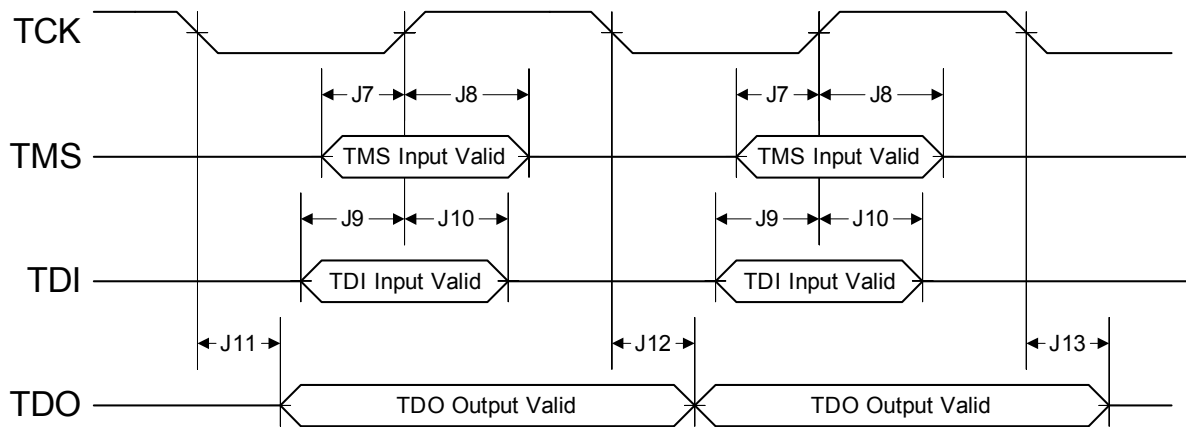 TCK
J7 J8 J7 J8
TMS TMS Input Valid TMS Input Valid
J9 J10 J9 J10
TDI TDI Input Valid TDI Input Valid
J11 J12 J13
TDO TDO Output Valid TDO Output Valid